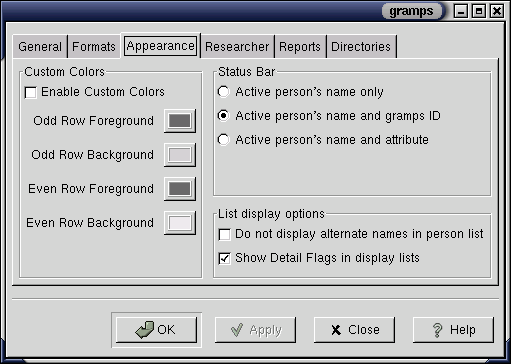 gramps
General Formats Appearance Researcher Reports Directories
Custom Colors
Enable Custom Colors
Odd Row Foreground
Odd Row Background
Even Row Foreground
Even Row Background
Status Bar
Active person's name only
Active person's name and gramps ID
Active person's name and attribute
List display options
Do not display alternate names in person list
Show Detail Flags in display lists
OK Apply Close Help